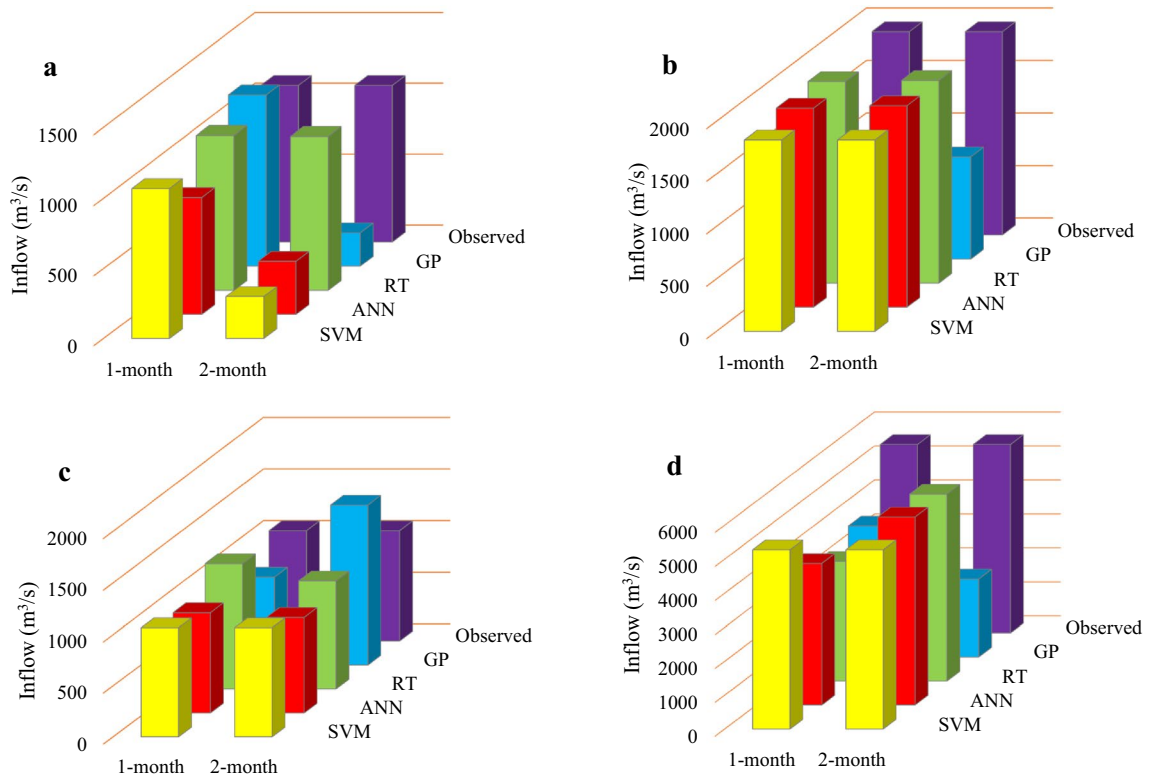 a
Inflow (m³/s)
1500
1000
500
0
Observed
GP
RT
ANN
SVM
1-month 2-month
b
Inflow (m³/s)
2000
1500
1000
500
0
Observed
GP
RT
ANN
SVM
1-month 2-month
c
Inflow (m³/s)
2000
1500
1000
500
0
Observed
GP
RT
ANN
SVM
1-month 2-month
d
Inflow (m³/s)
6000
5000
4000
3000
2000
1000
0
Observed
GP
RT
ANN
SVM
1-month 2-month